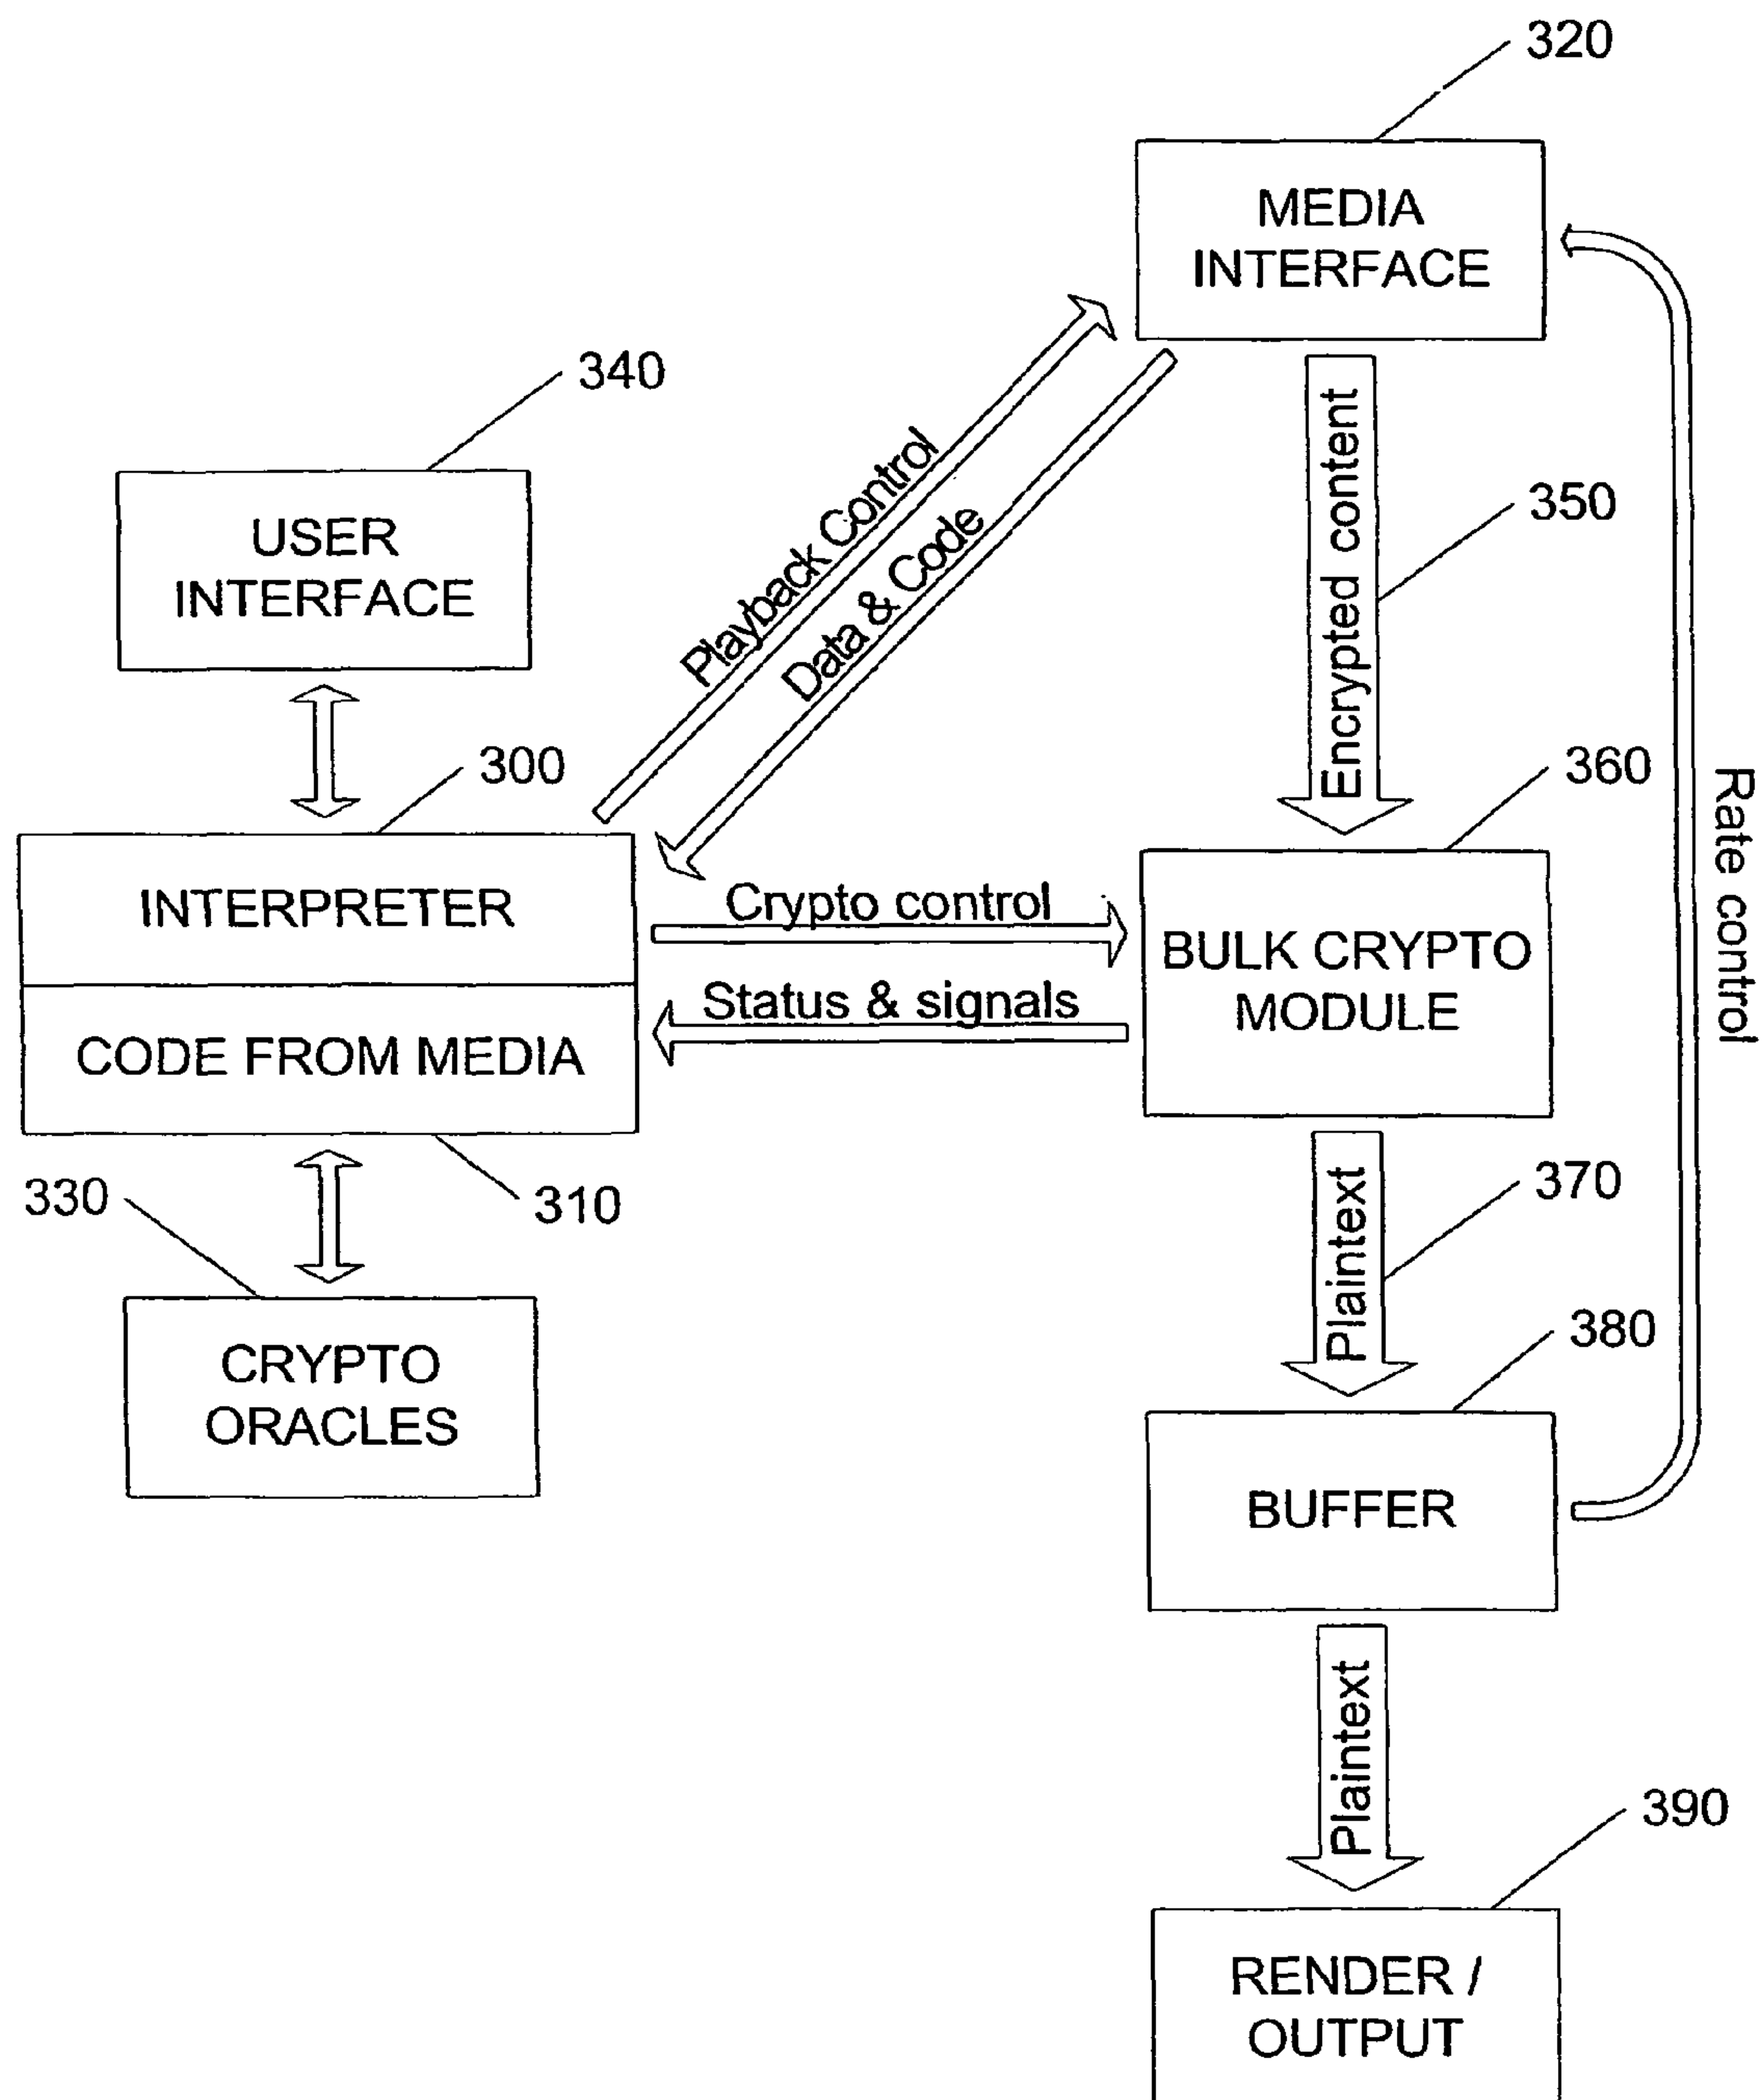 320
MEDIA
INTERFACE
340
USER
INTERFACE
Playback Control
Data & Code
Encrypted content
350
300
360
Rate control
INTERPRETER
CODE FROM MEDIA
Crypto control
Status & signals
BULK CRYPTO
MODULE
330
310
Plaintext
370
CRYPTO
ORACLES
380
BUFFER
Plaintext
390
RENDER /
OUTPUT